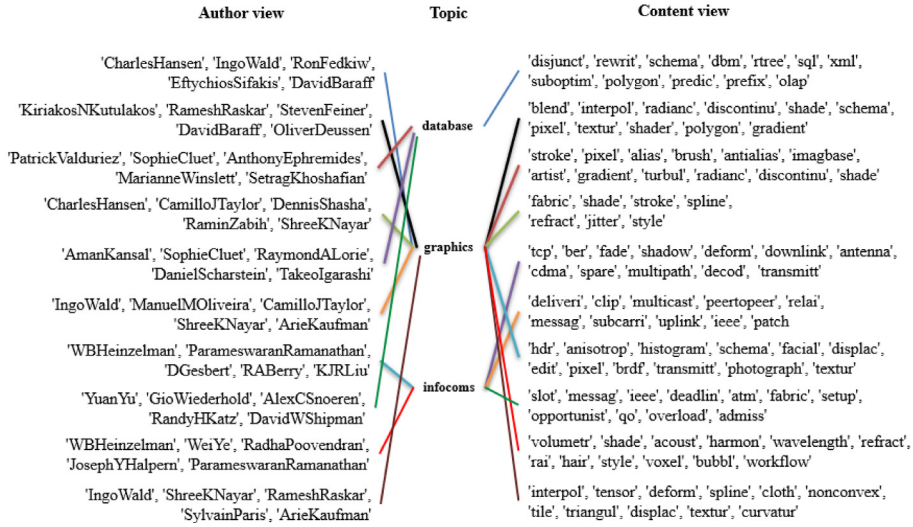 Author view
Topic
Content view
'CharlesHansen', 'IngoWald', 'RonFedkiw',
'EftychiosSifakis', 'DavidBaraff'
'KiriakosNKutulakos', 'RameshRaskar', 'StevenFeiner',
'DavidBaraff', 'OliverDeussen'
'PatrickValduriez', 'SophieCluet', 'AnthonyEphremides',
'MarianneWinslett', 'SetragKhoshafian'
'CharlesHansen', 'CamilloJTaylor', 'DennisShasha',
'RaminZabih', 'ShreeKNayar'
'AmanKansal', 'SophieCluet', 'RaymondALorie',
'DanielScharstein', 'TakeoIgarashi'
'IngoWald', 'ManuelMOliveira', 'CamilloJTaylor',
'ShreeKNayar', 'ArieKaufman'
'WBHeinzelman', 'ParameswaranRamanathan',
'DGesbert', 'RABerry', 'KJRLiu'
'YuanYu', 'GioWiederhold', 'AlexCSnoeren',
'RandyHKatz', 'DavidWShipman'
'WBHeinzelman', 'WeiYe', 'RadhaPoovendran',
'JosephYHalpern', 'ParameswaranRamanathan'
'IngoWald', 'ShreeKNayar', 'RameshRaskar',
'SylvainParis', 'ArieKaufman'
database
graphics
infocoms
'disjunct', 'rewrit', 'schema', 'dbm', 'rtree', 'sql', 'xml',
'suboptim', 'polygon', 'predic', 'prefix', 'olap'
'blend', 'interpol', 'radianc', 'discontinu', 'shade', 'schema',
'pixel', 'textur', 'shader', 'polygon', 'gradient'
'stroke', 'pixel', 'alias', 'brush', 'antialias', 'imagbase',
'artist', 'gradient', 'turbul', 'radianc', 'discontinu', 'shade'
'fabric', 'shade', 'stroke', 'spline',
'refract', 'jitter', 'style'
'tcp', 'ber', 'fade', 'shadow', 'deform', 'downlink', 'antenna',
'cdma', 'spare', 'multipath', 'decod', 'transmitt'
'deliveri', 'clip', 'multicast', 'peertopeer', 'relai',
'messag', 'subcarri', 'uplink', 'ieee', 'patch
'hdr', 'anisotrop', 'histogram', 'schema', 'facial', 'displac',
'edit', 'pixel', 'brdf', 'transmitt', 'photograph', 'textur'
'slot', 'messag', 'ieee', 'deadlin', 'atm', 'fabric', 'setup',
'opportunist', 'qo', 'overload', 'admiss'
'volumetr', 'shade', 'acoust', 'harmon', 'wavelength', 'refract',
'rai', 'hair', 'style', 'voxel', 'bubbl', 'workflow'
'interpol', 'tensor', 'deform', 'spline', 'cloth', 'nonconvex',
'tile', 'triangul', 'displac', 'textur', 'curvatur'